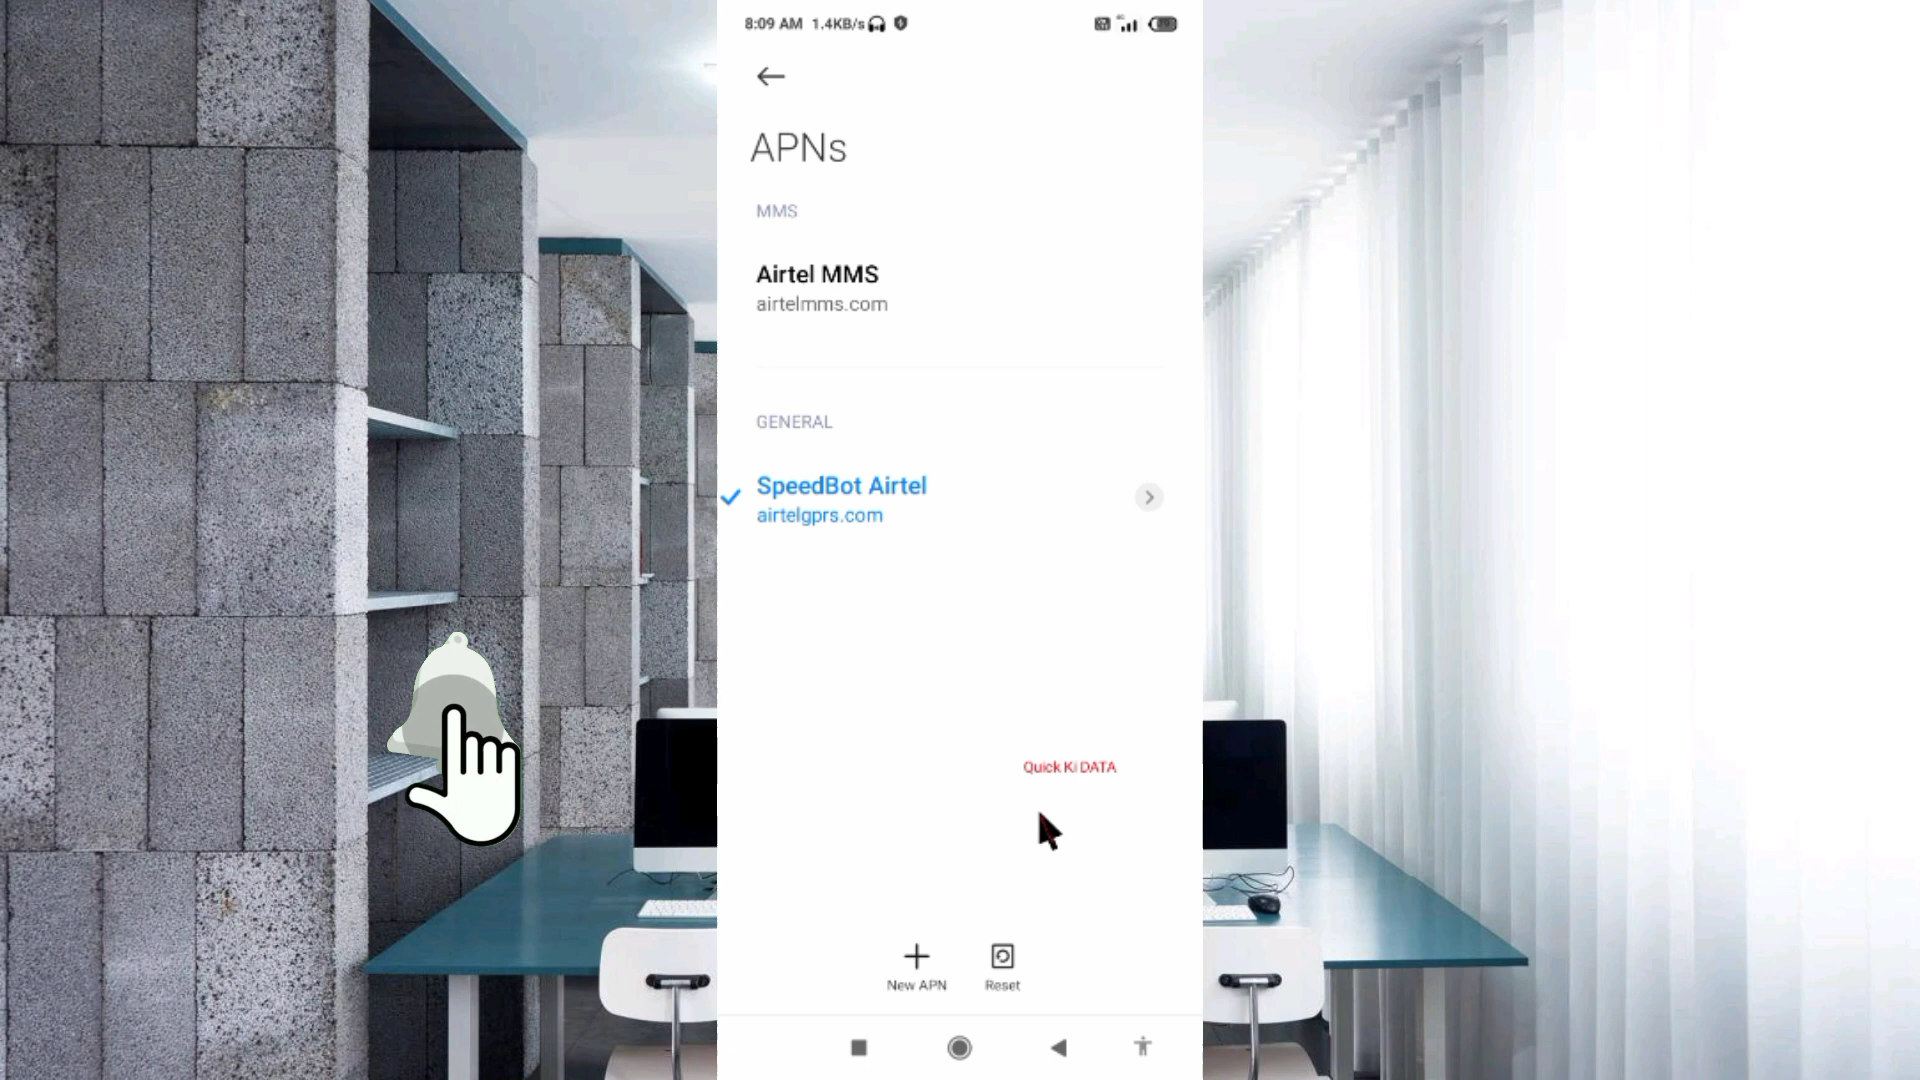 8:09 AM 1.4KB/s
APNs
MMS
Airtel MMS
airtelmms.com
GENERAL
SpeedBot Airtel
airtelgprs.com
Quick Ki DATA
New APN
Reset